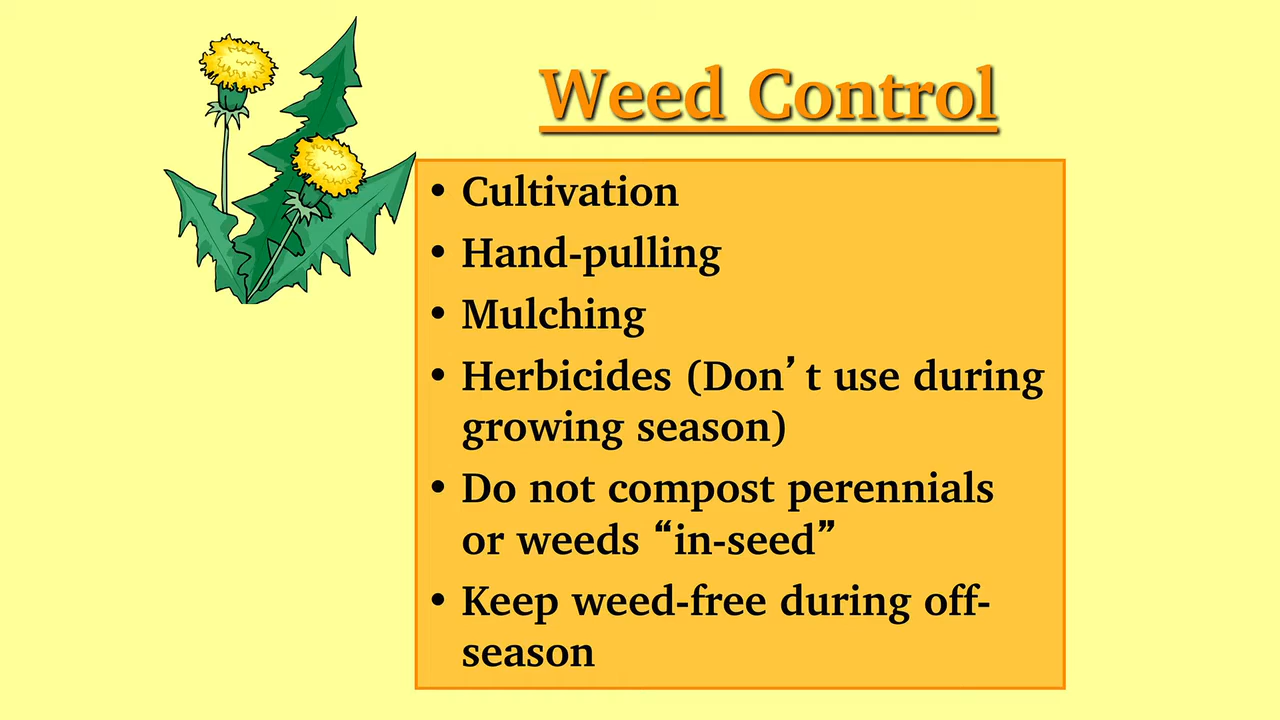 Weed Control
• Cultivation
• Hand-pulling
• Mulching
• Herbicides (Don’t use during
growing season)
• Do not compost perennials
or weeds “in-seed”
• Keep weed-free during off-
season